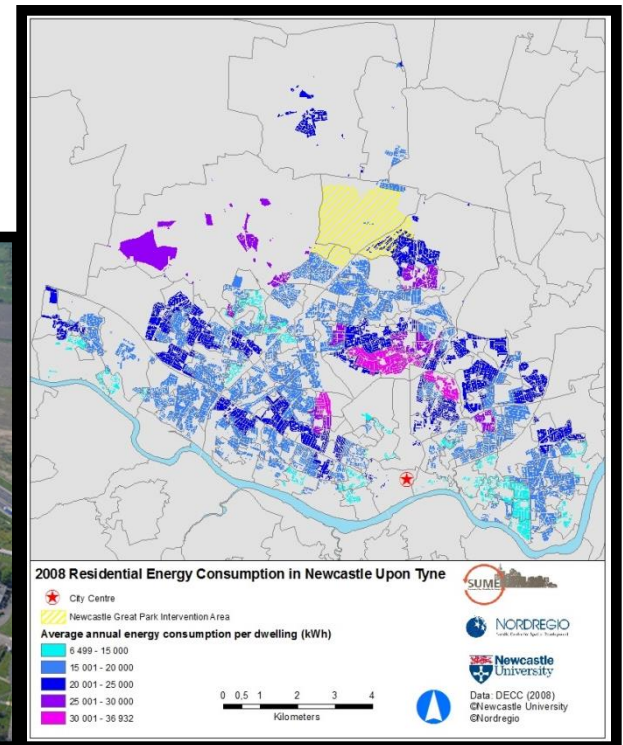 2008 Residential Energy Consumption in Newcastle Upon Tyne
City Centre
Newcastle Great Park Intervention Area
Average annual energy consumption per dwelling (kWh)
6 499 - 15 000
15 001 - 20 000
20 001 - 25 000
25 001 - 30 000
30 001 - 36 932
0 0,5 1 2 3 4
Kilometers
SUME
NORDREGIO
Newcastle
University
Data: DECC (2008)
©Newcastle University
©Nordregio